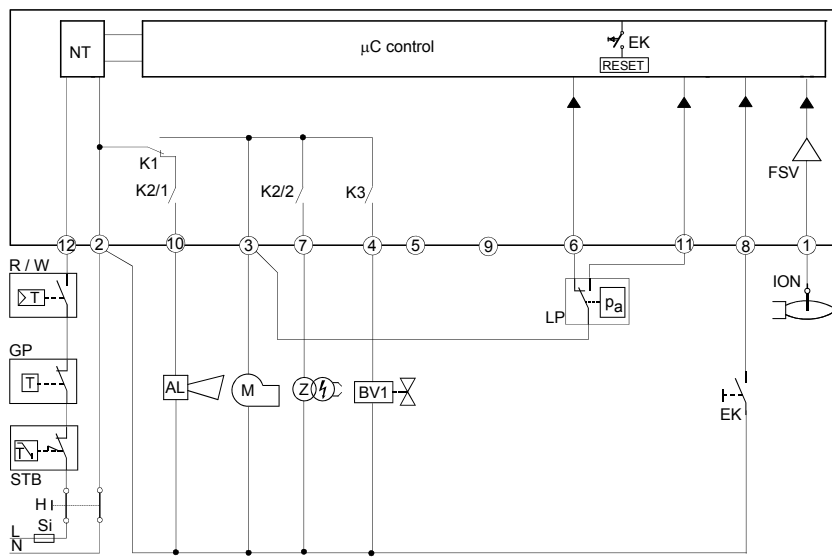 NT
µC control
EK
RESET
K1
K2/1
K2/2
K3
FSV
12 2 10 3 7 4 5 9 6 11 8 1
R / W
T
GP
T
STB
T
H
Si
L
N
AL
M
Z
BV1
LP
pa
ION
EK